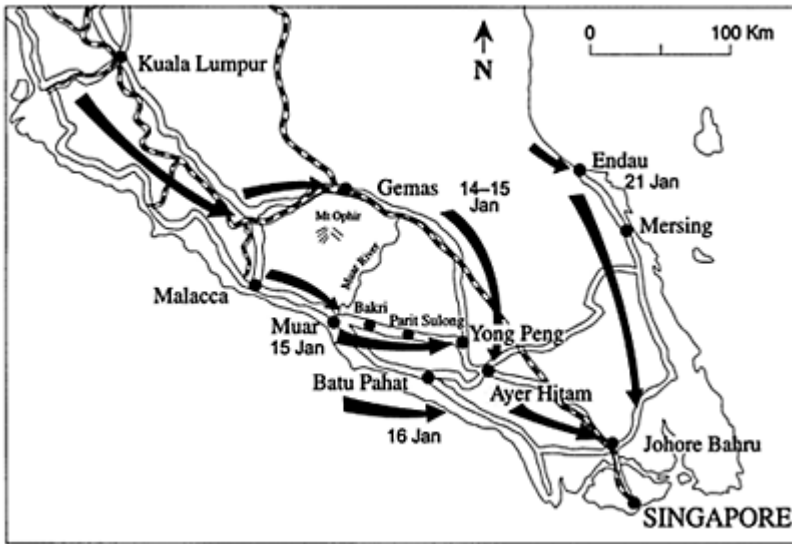 0 100 Km
N
Kuala Lumpur
Endau
21 Jan
Gemas
14–15
Jan
Mt Ophir
Mersing
Muar River
Malacca
Bakri
Parit Sulong
Muar
15 Jan
Yong Peng
Batu Pahat
Ayer Hitam
16 Jan
Johore Bahru
SINGAPORE